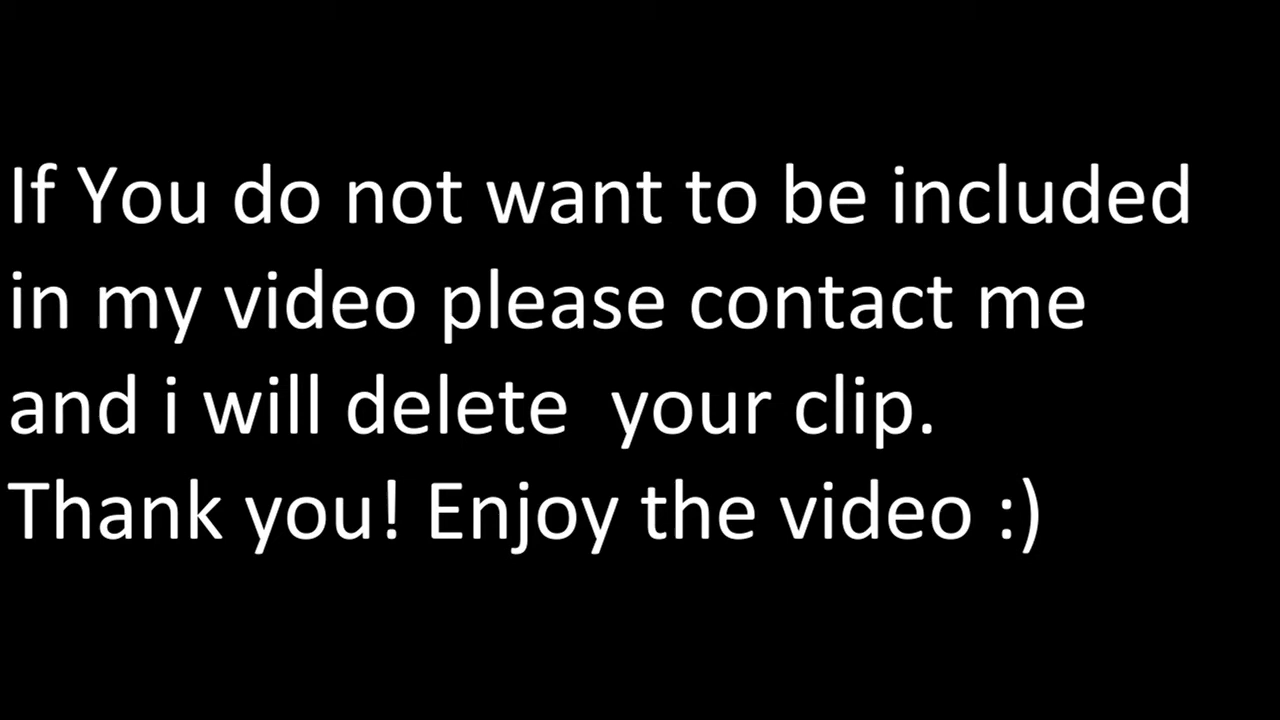 If You do not want to be included
in my video please contact me
and i will delete  your clip.
Thank you! Enjoy the video :)